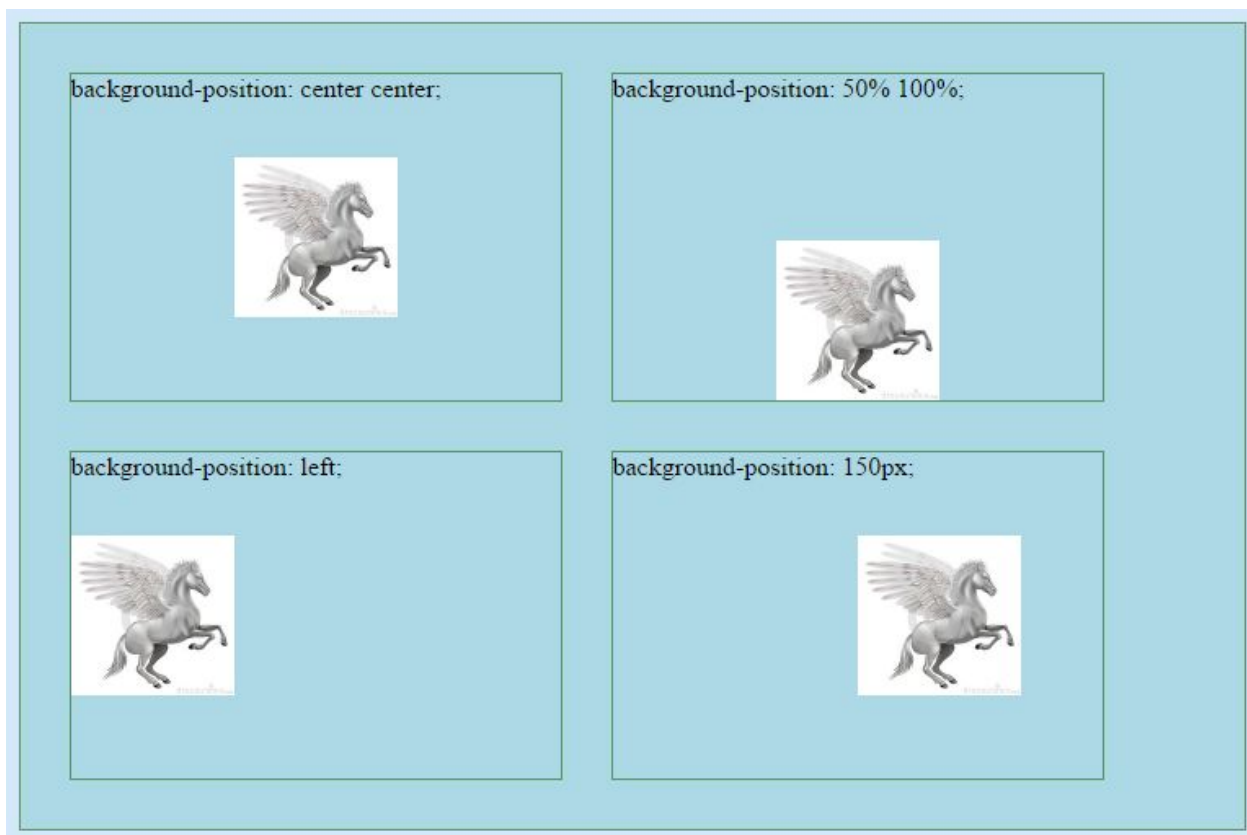 background-position: center center;
background-position: 50% 100%;
background-position: left;
background-position: 150px;